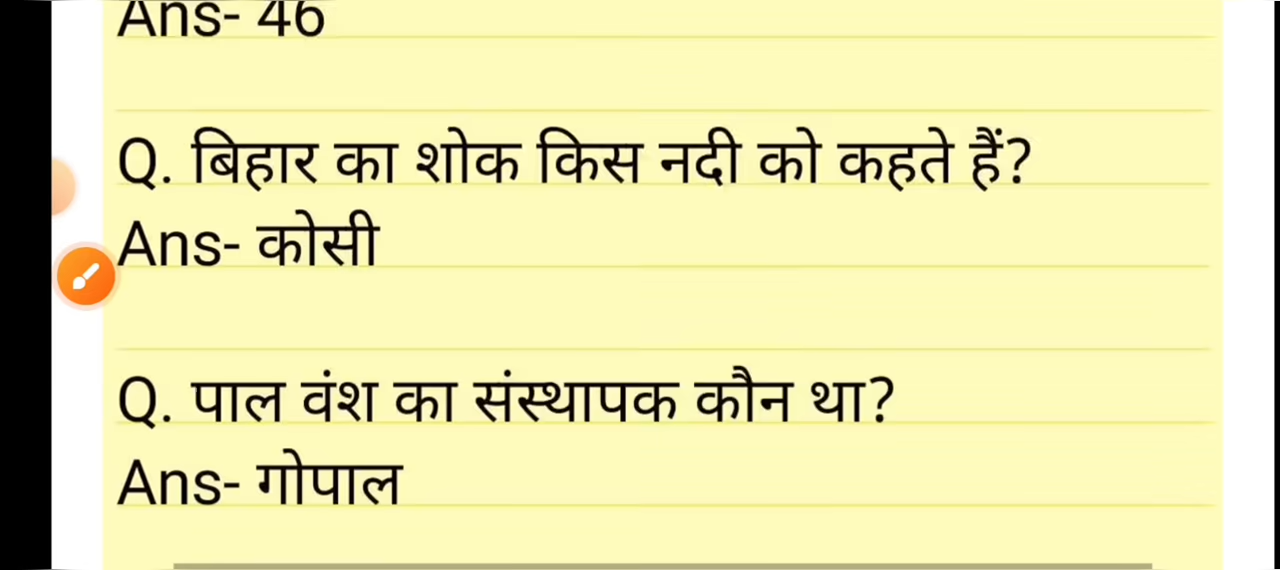 Ans- 46
Q. बिहार का शोक किस नदी को कहते हैं?
Ans- कोसी
Q. पाल वंश का संस्थापक कौन था?
Ans- गोपाल